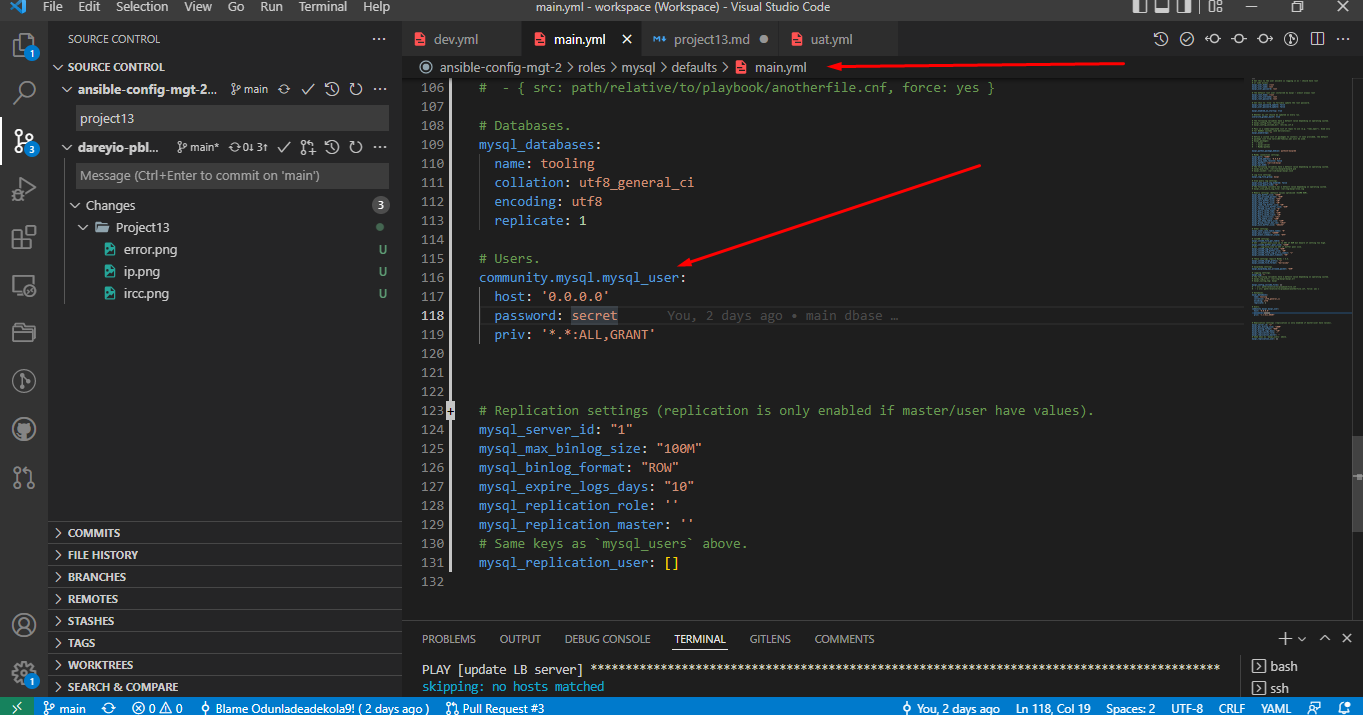 File Edit Selection View Go Run Terminal Help main.yml - workspace (Workspace) - Visual Studio Code
SOURCE CONTROL
SOURCE CONTROL
ansible-config-mgt-2... main
project13
dareyio-pbl... main* 0↓ 3↑
Message (Ctrl+Enter to commit on 'main')
Changes 3
Project13
error.png U
ip.png U
ircc.png U
COMMITS
FILE HISTORY
BRANCHES
REMOTES
STASHES
TAGS
WORKTREES
SEARCH & COMPARE
1
3
1
dev.yml main.yml project13.md uat.yml
ansible-config-mgt-2 > roles > mysql > defaults > main.yml
106 #  - { src: path/relative/to/playbook/anotherfile.cnf, force: yes }
107
108 # Databases.
109 mysql_databases:
110   name: tooling
111   collation: utf8_general_ci
112   encoding: utf8
113   replicate: 1
114
115 # Users.
116 community.mysql.mysql_user:
117   host: '0.0.0.0'
118   password: secret You, 2 days ago • main dbase …
119   priv: '*.*:ALL,GRANT'
120
121
122
123 + # Replication settings (replication is only enabled if master/user have values).
124 mysql_server_id: "1"
125 mysql_max_binlog_size: "100M"
126 mysql_binlog_format: "ROW"
127 mysql_expire_logs_days: "10"
128 mysql_replication_role: ''
129 mysql_replication_master: ''
130 # Same keys as `mysql_users` above.
131 mysql_replication_user: []
132
PROBLEMS OUTPUT DEBUG CONSOLE TERMINAL GITLENS COMMENTS
PLAY [update LB server] ******************************************************************************************
skipping: no hosts matched
bash
ssh
main 0 0 Blame Odunladeadekola9! ( 2 days ago ) Pull Request #3 You, 2 days ago Ln 118, Col 19 Spaces: 2 UTF-8 CRLF YAML